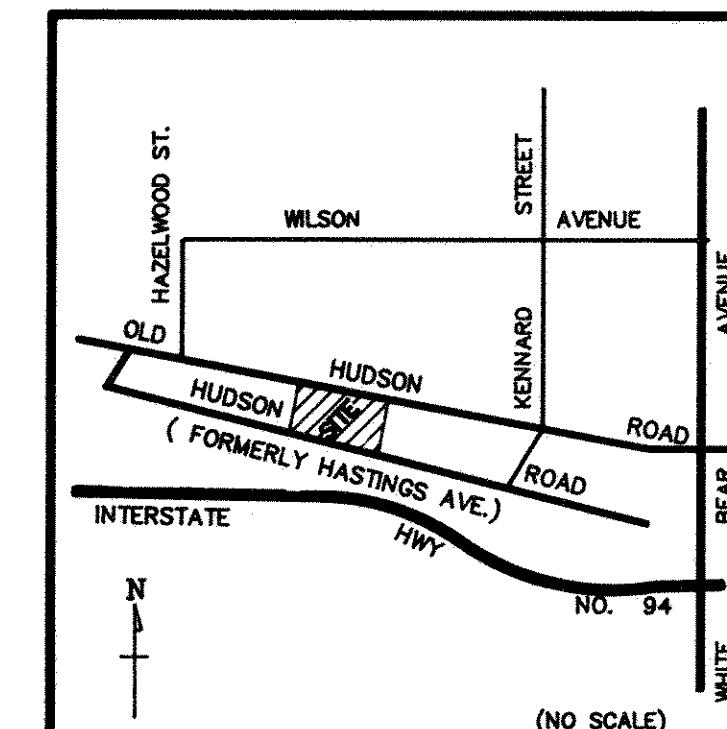 HAZELWOOD ST.
WILSON AVENUE
KENNARD STREET
WHITE BEAR AVENUE
OLD HUDSON ROAD
HUDSON ROAD
( FORMERLY HASTINGS AVE.)
SITE
INTERSTATE HWY NO. 94
N
(NO SCALE)